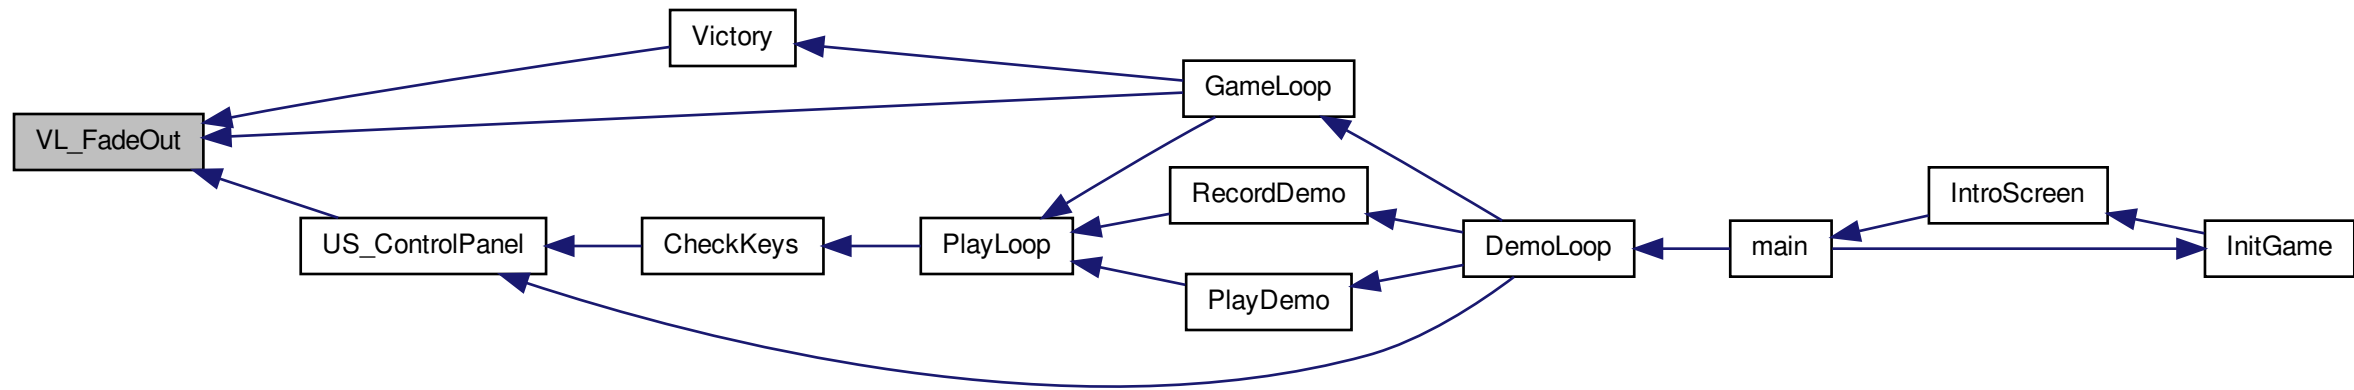 Victory
GameLoop
VL_FadeOut
RecordDemo
IntroScreen
US_ControlPanel
CheckKeys
PlayLoop
DemoLoop
main
InitGame
PlayDemo